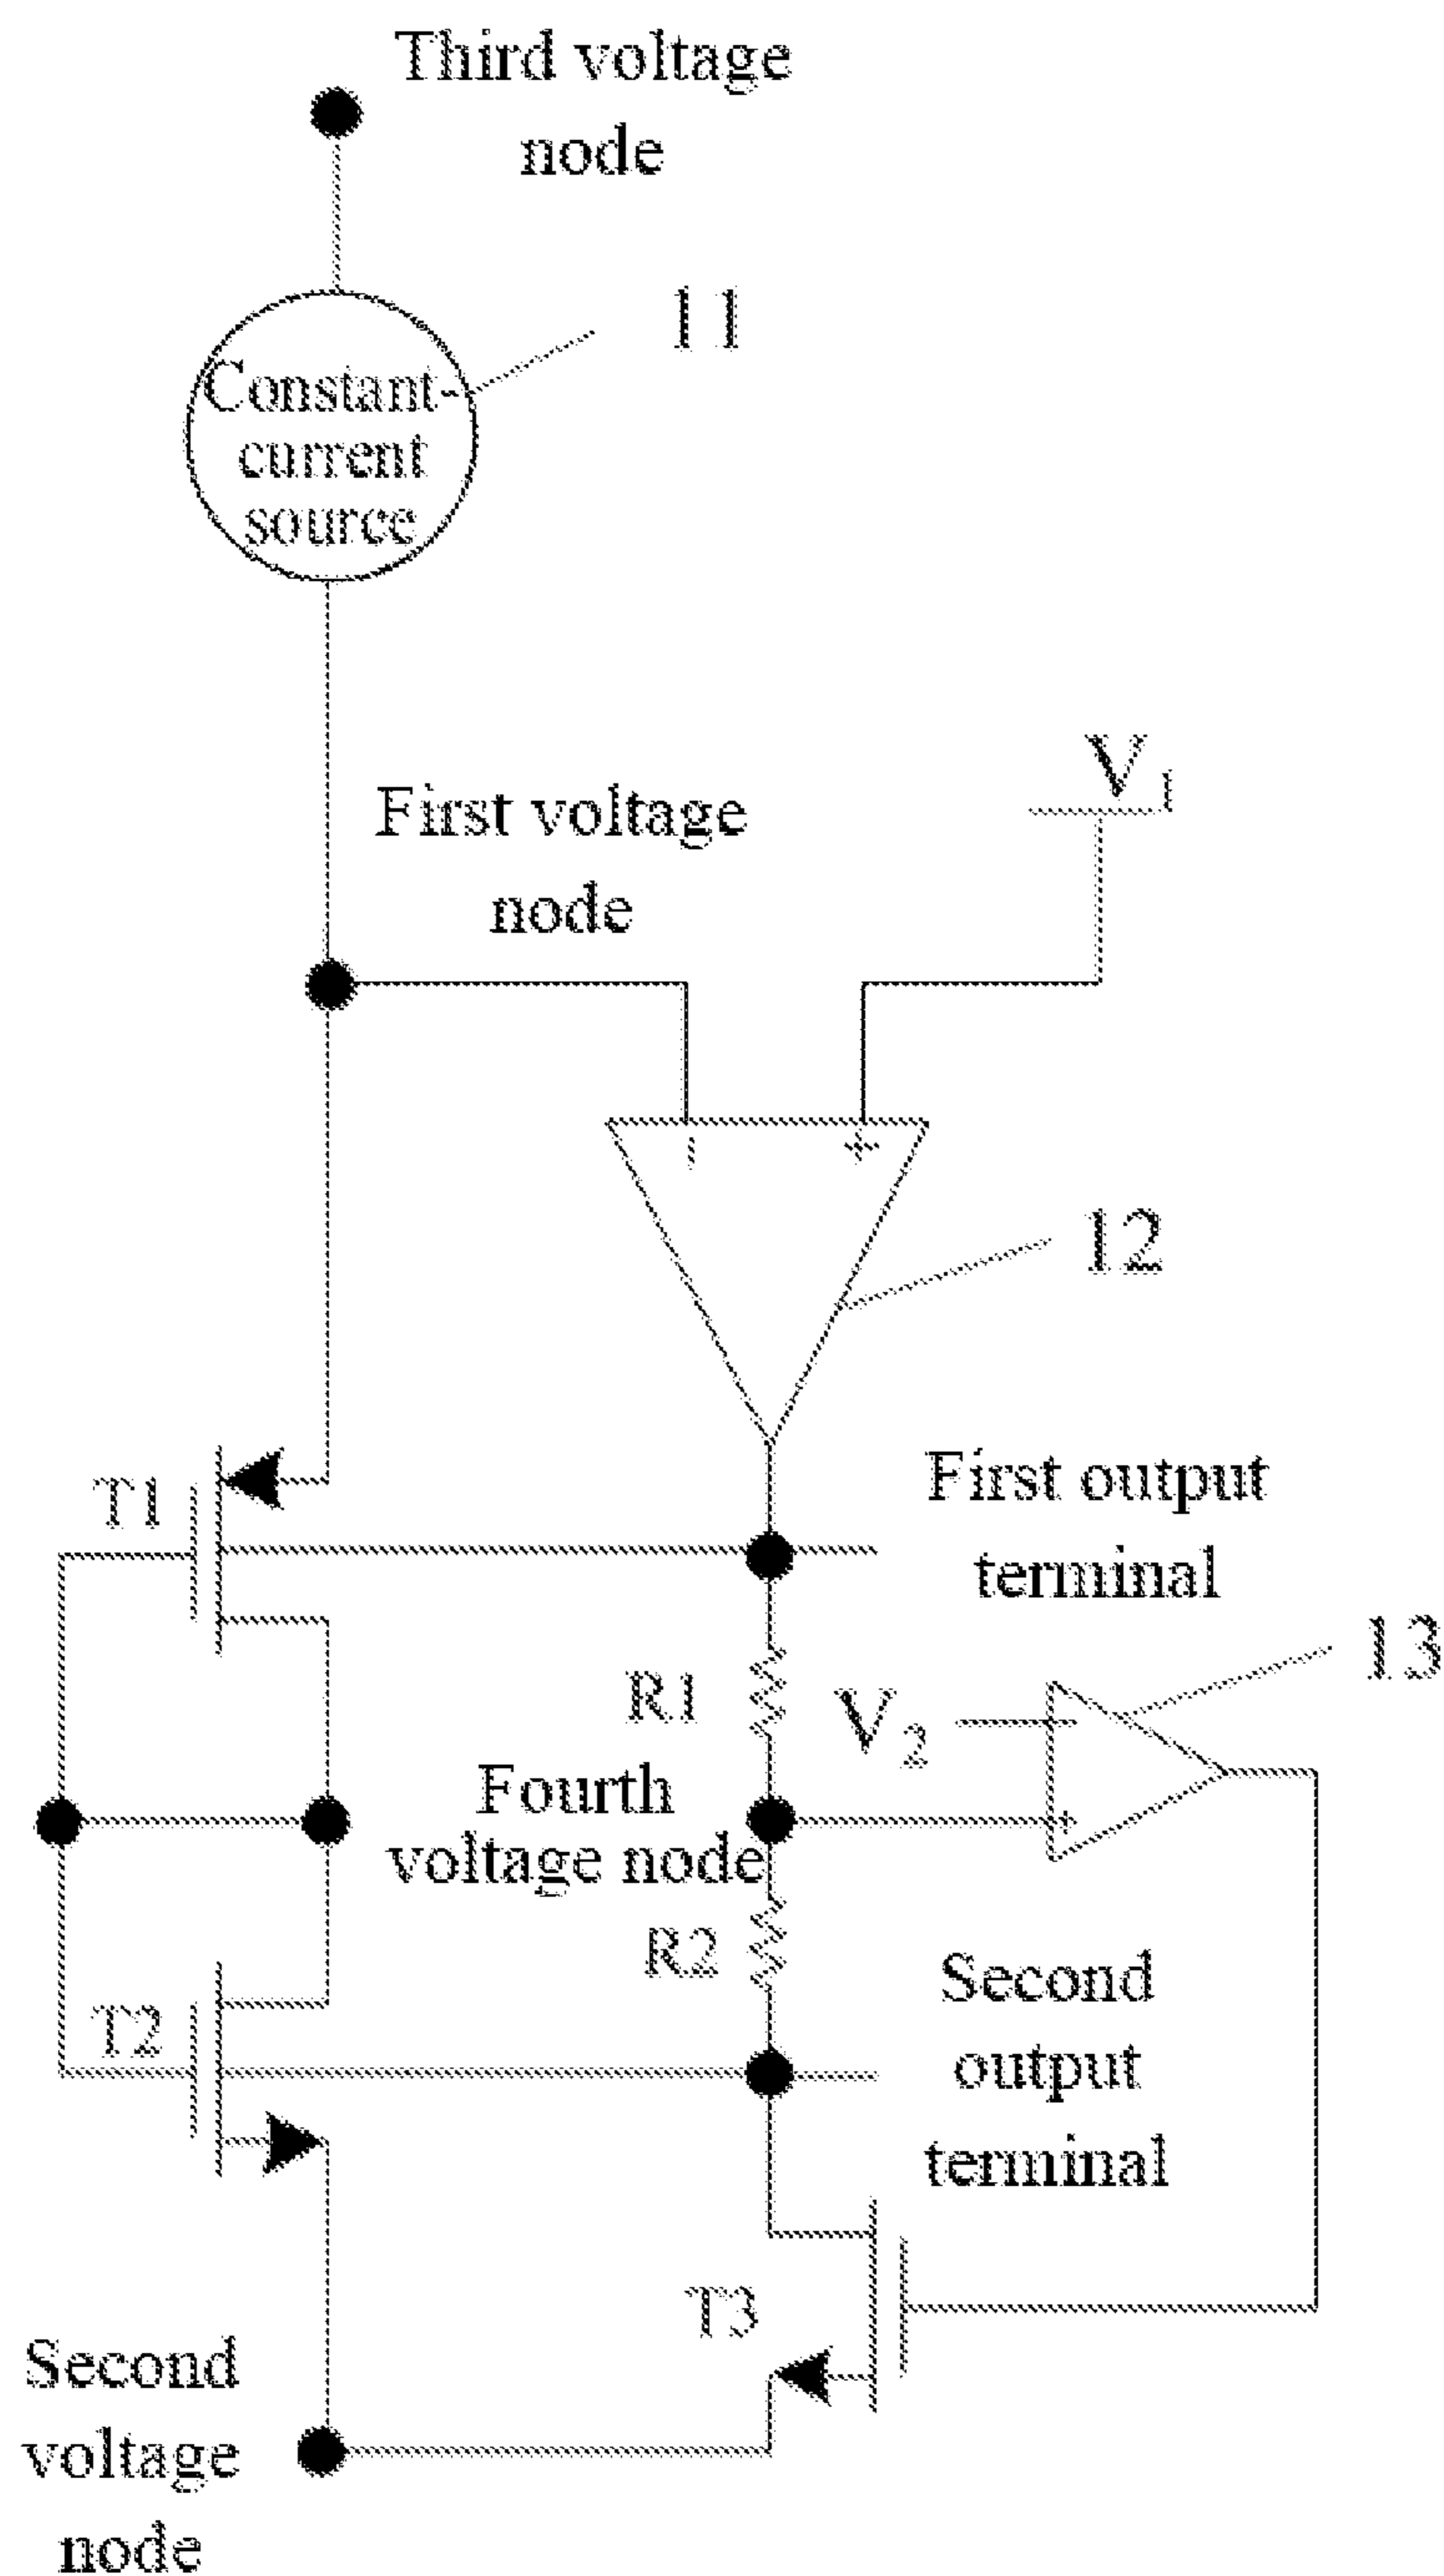 Third voltage
node
11
Constant-
current
source
V1
First voltage
node
- +
12
T1
First output
terminal
13
R1
V2
-
Fourth
voltage node
+
R2
T2
Second
output
terminal
T3
Second
voltage
node